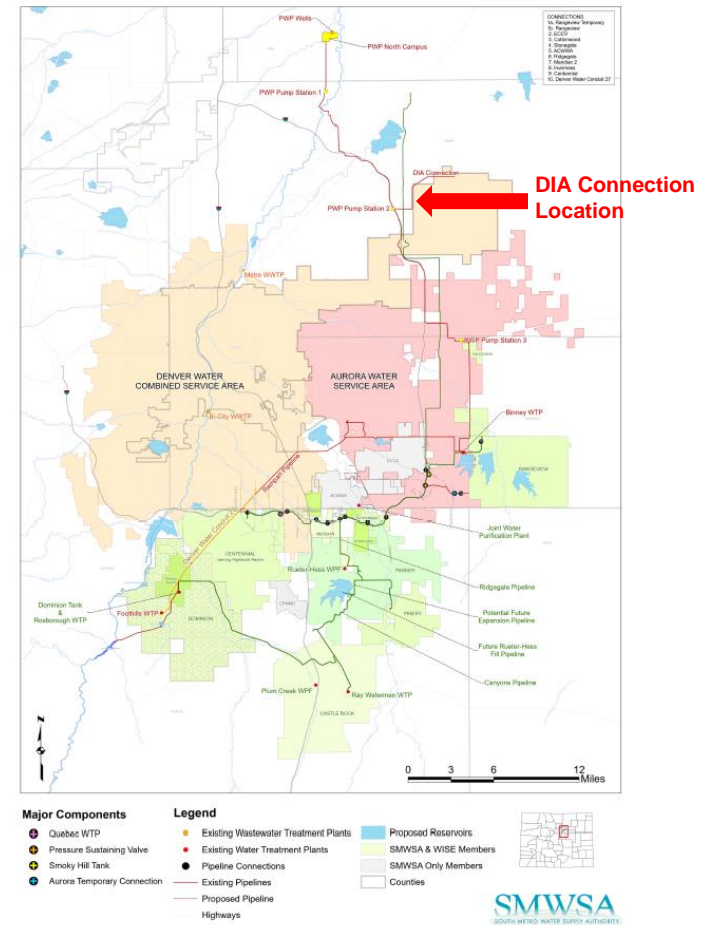 CONNECTIONS
1a. Rangeview Temporary
1b. Rangeview
2. ECCV
3. Cottonwood
4. Stonegate
5. ACWWA
6. Ridgegate
7. Meridian 2
8. Inverness
9. Centennial
10. Denver Water Conduit 27
PWP Wells
PWP North Campus
PWP Pump Station 1
DIA Connection
DIA Connection
Location
PWP Pump Station 2
Metro WWTP
PWP Pump Station 3
DENVER WATER
COMBINED SERVICE AREA
AURORA WATER
SERVICE AREA
Bi-City WWTP
Binney WTP
Rampart Pipeline
ECCV
RANGEVIEW
ACWWA
Joint Water
Purification Plant
CENTENNIAL
serving Highlands Ranch
Rueter-Hess WPF
PARKER
Ridgegate Pipeline
Dominion Tank
&
Roxborough WTP
Foothills WTP
DOMINION
PINERY
Potential Future
Expansion Pipeline
Future Rueter-Hess
Fill Pipeline
Canyons Pipeline
Plum Creek WPF
Ray Waterman WTP
CASTLE ROCK
N
0 3 6 12
Miles
Major Components
Quebec WTP
Pressure Sustaining Valve
Smoky Hill Tank
Aurora Temporary Connection
Legend
Existing Wastewater Treatment Plants
Existing Water Treatment Plants
Pipeline Connections
Existing Pipelines
Proposed Pipeline
Highways
Proposed Reservoirs
SMWSA & WISE Members
SMWSA Only Members
Counties
SMWSA
SOUTH METRO WATER SUPPLY AUTHORITY